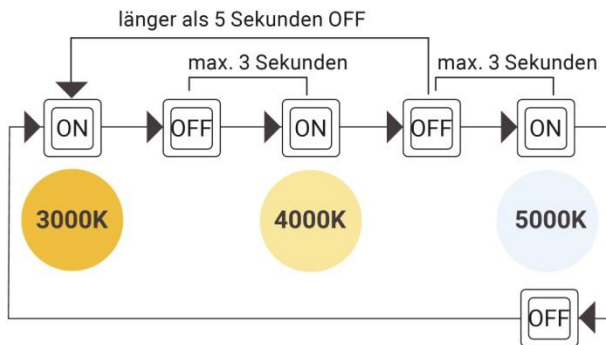 länger als 5 Sekunden OFF
max. 3 Sekunden max. 3 Sekunden
ON OFF ON OFF ON
3000K 4000K 5000K
OFF